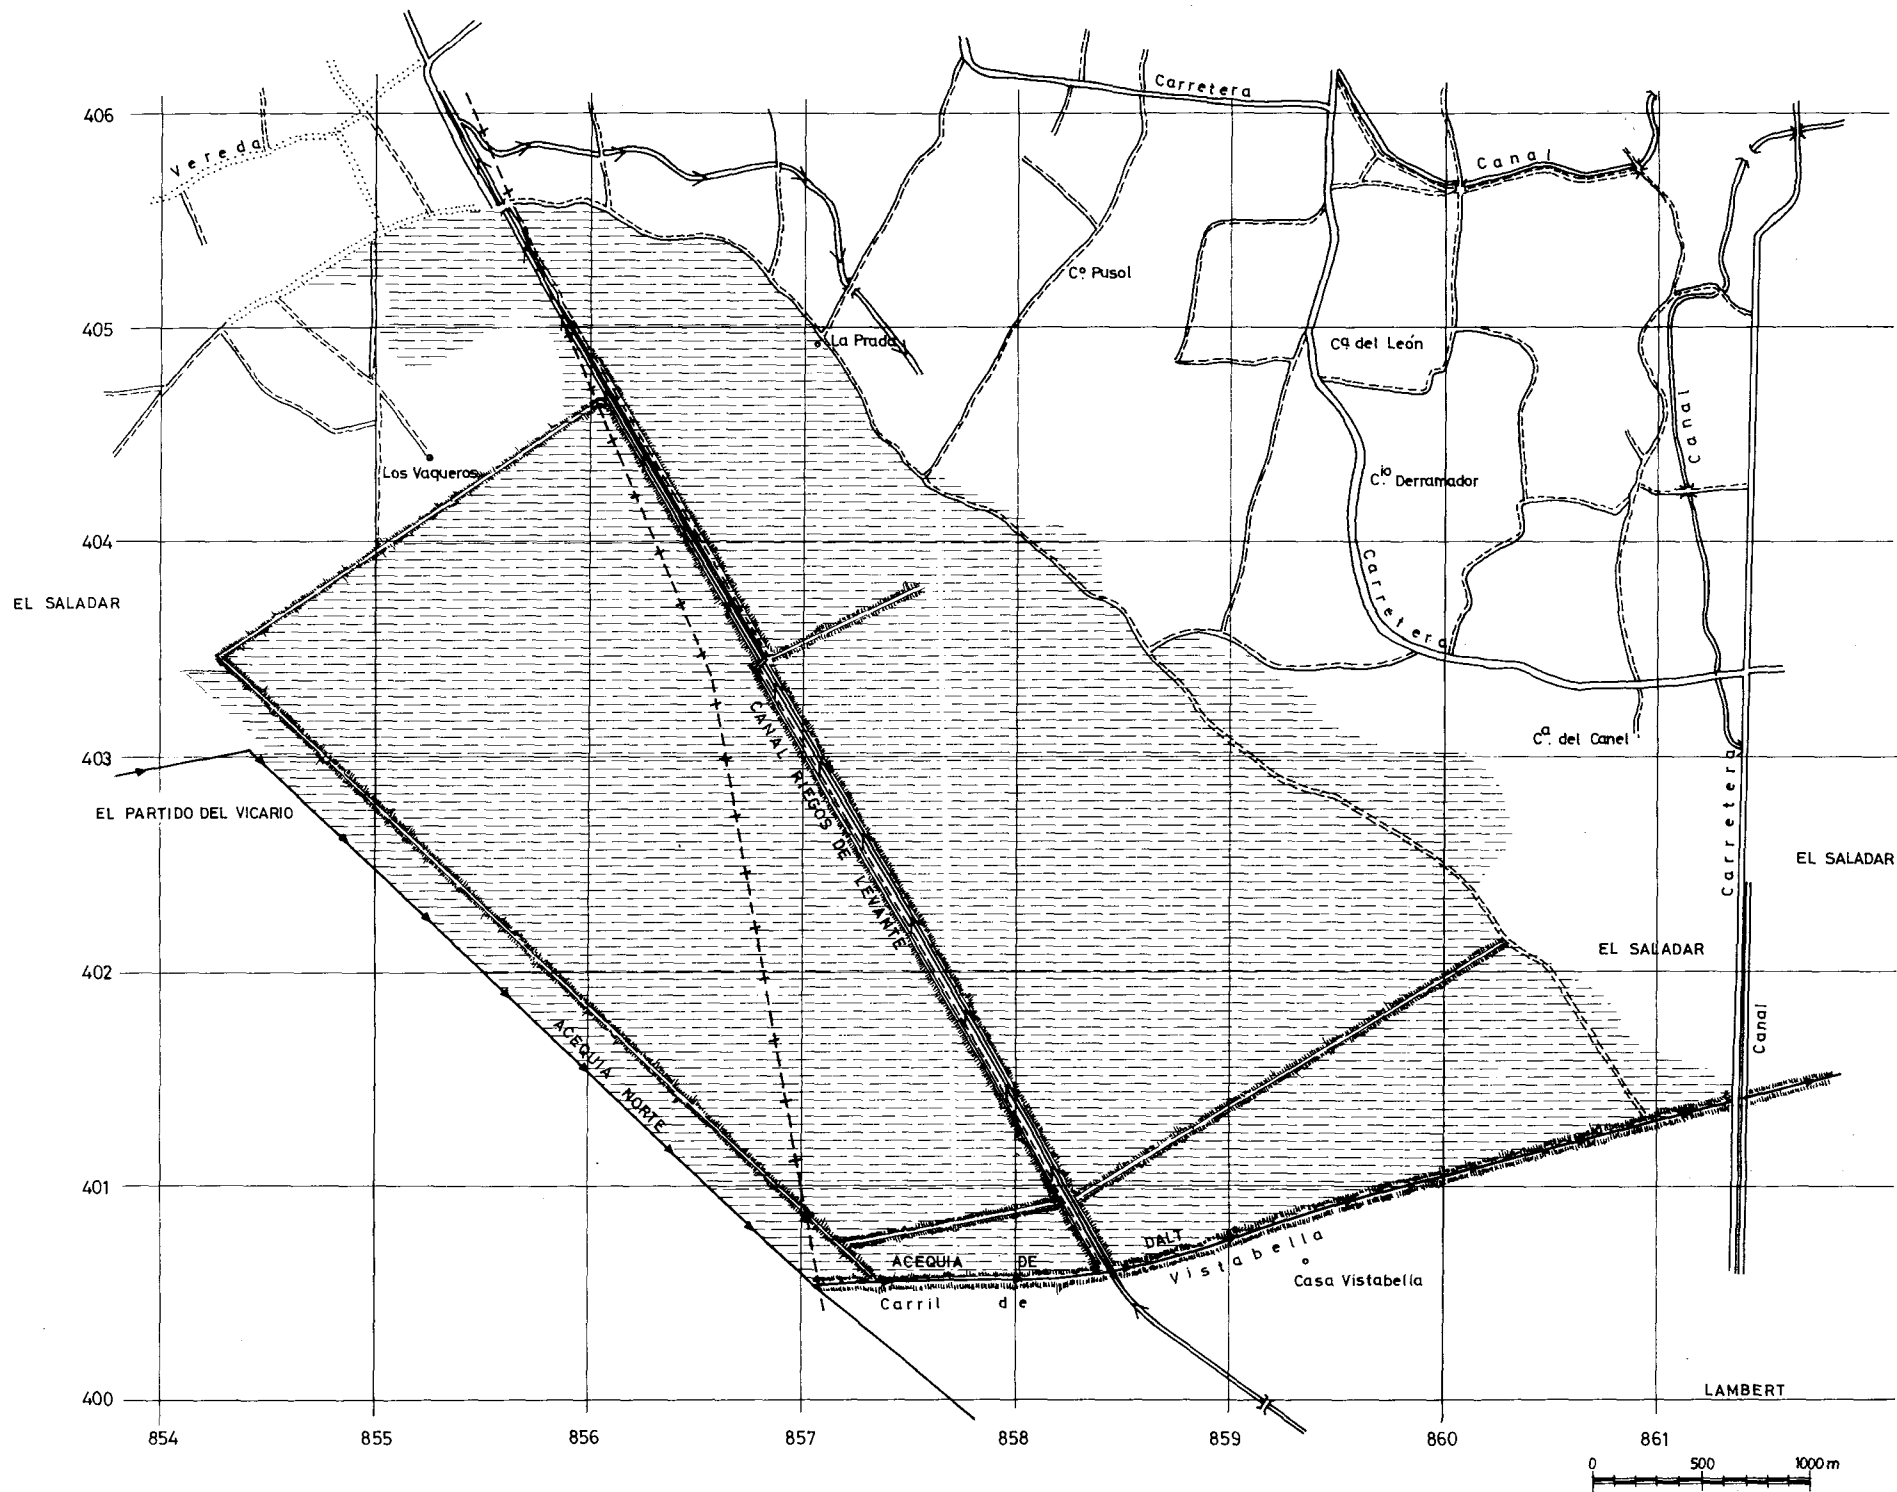 Carretera
406
Vereda
Canal
Cº Pusol
405
La Prada
Cª del León
Canal
Los Vaqueros
C.io Derramador
404
Carretera
EL SALADAR
CANAL RIEGOS DE LEVANTE
Cª. del Canel
403
Carretera
EL PARTIDO DEL VICARIO
EL SALADAR
EL SALADAR
402
Canal
ACEQUIA NORTE
401
ACEQUIA DE DALT
Carril de Vistabella
Casa Vistabella
400
LAMBERT
854 855 856 857 858 859 860 861
0 500 1000 m